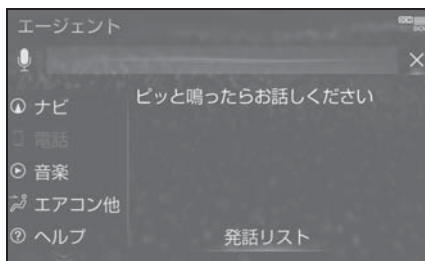 エージェント
ピッと鳴ったらお話しください
ナビ
電話
音楽
エアコン他
ヘルプ
発話リスト